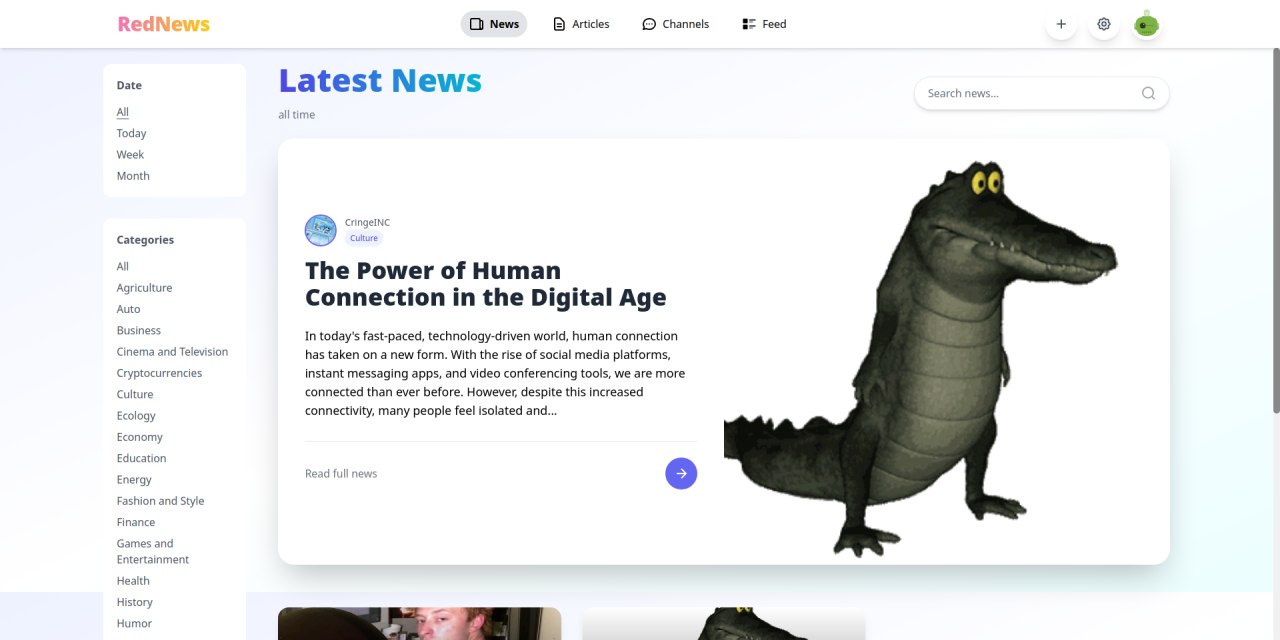 RedNews
News
Articles
Channels
Feed
Date
All
Today
Week
Month
Categories
All
Agriculture
Auto
Business
Cinema and Television
Cryptocurrencies
Culture
Ecology
Economy
Education
Energy
Fashion and Style
Finance
Games and
Entertainment
Health
History
Humor
Latest News
all time
Search news...
CringeINC
Culture
The Power of Human
Connection in the Digital Age
In today's fast-paced, technology-driven world, human connection
has taken on a new form. With the rise of social media platforms,
instant messaging apps, and video conferencing tools, we are more
connected than ever before. However, despite this increased
connectivity, many people feel isolated and...
Read full news